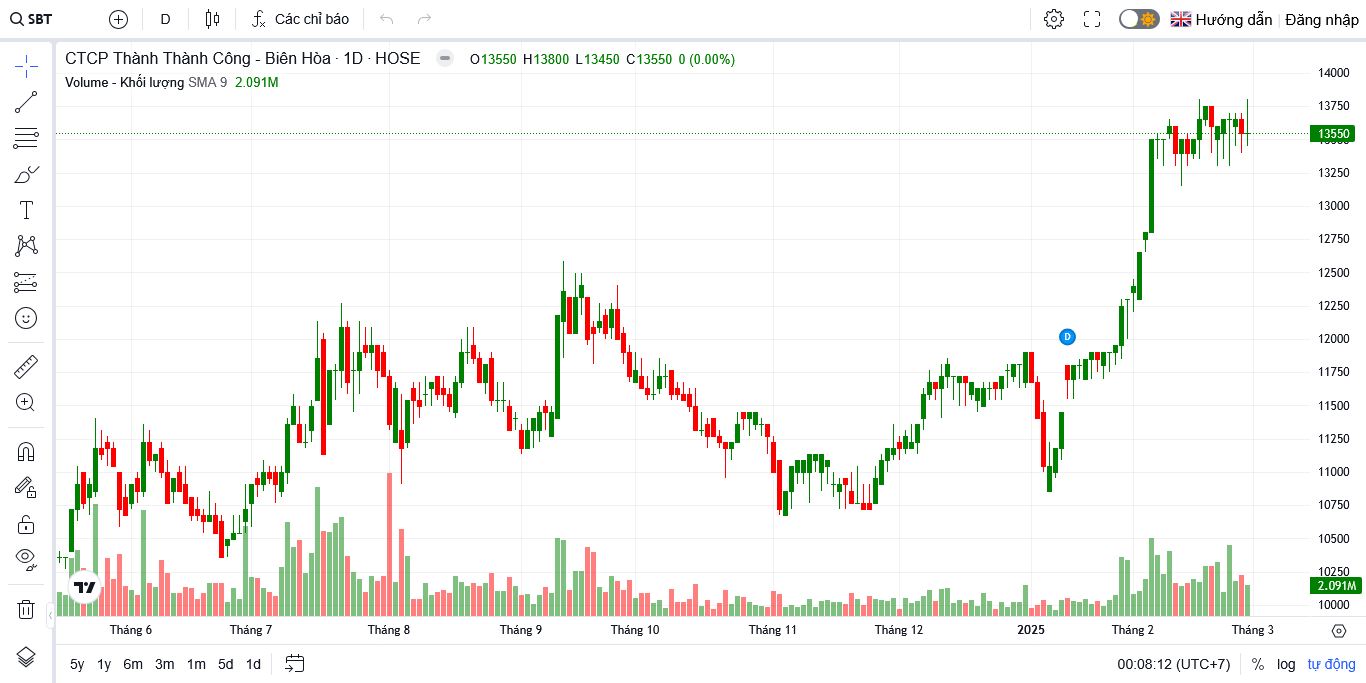 SBT D Các chỉ báo Hướng dẫn Đăng nhập
CTCP Thành Thành Công - Biên Hòa · 1D · HOSE O13550 H13800 L13450 C13550 0 (0.00%)
Volume - Khối lượng SMA 9 2.091M
14000
13750
13550
13250
13000
12750
12500
12250
D
12000
11750
11500
11250
11000
10750
10500
10250
2.091M
10000
Tháng 6 Tháng 7 Tháng 8 Tháng 9 Tháng 10 Tháng 11 Tháng 12 2025 Tháng 2 Tháng 3
5y 1y 6m 3m 1m 5d 1d 00:08:12 (UTC+7) % log tự động